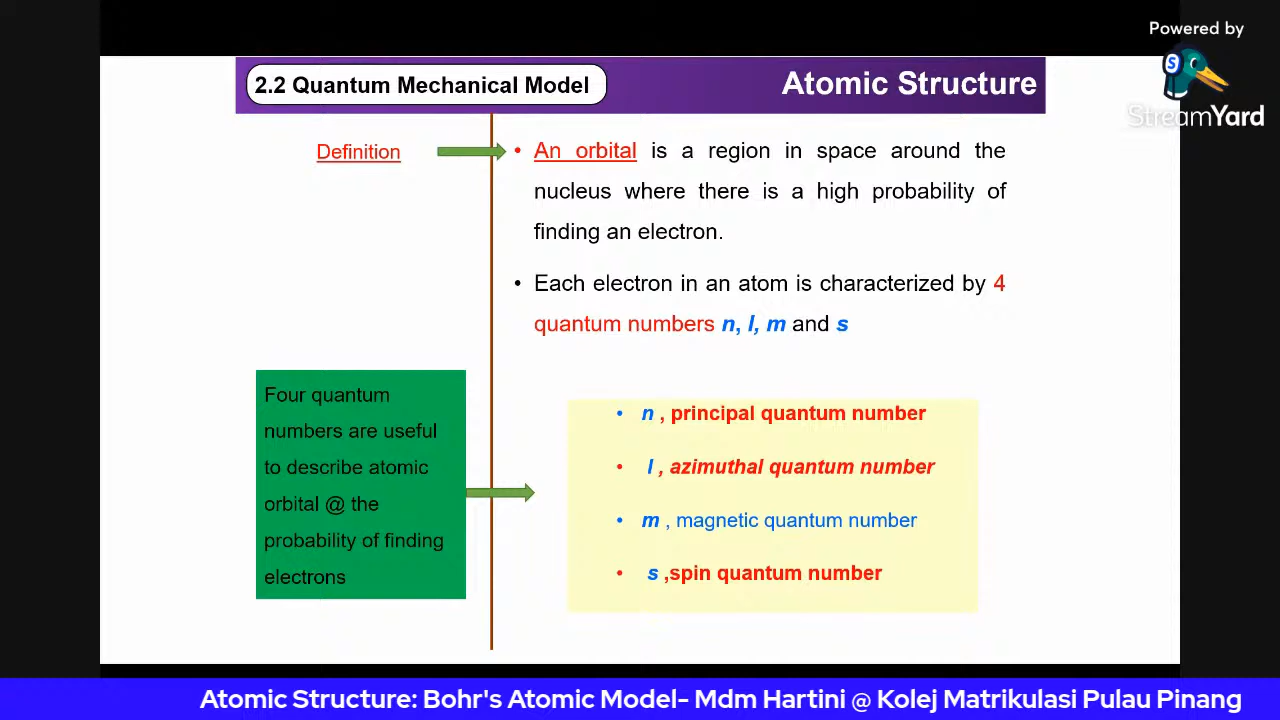 Powered by
StreamYard
2.2 Quantum Mechanical Model
Atomic Structure
Definition
• An orbital is a region in space around the
nucleus where there is a high probability of
finding an electron.
• Each electron in an atom is characterized by 4
quantum numbers n, l, m and s
Four quantum
numbers are useful
to describe atomic
orbital @ the
probability of finding
electrons
• n , principal quantum number
• l , azimuthal quantum number
• m , magnetic quantum number
• s ,spin quantum number
Atomic Structure: Bohr's Atomic Model- Mdm Hartini @ Kolej Matrikulasi Pulau Pinang